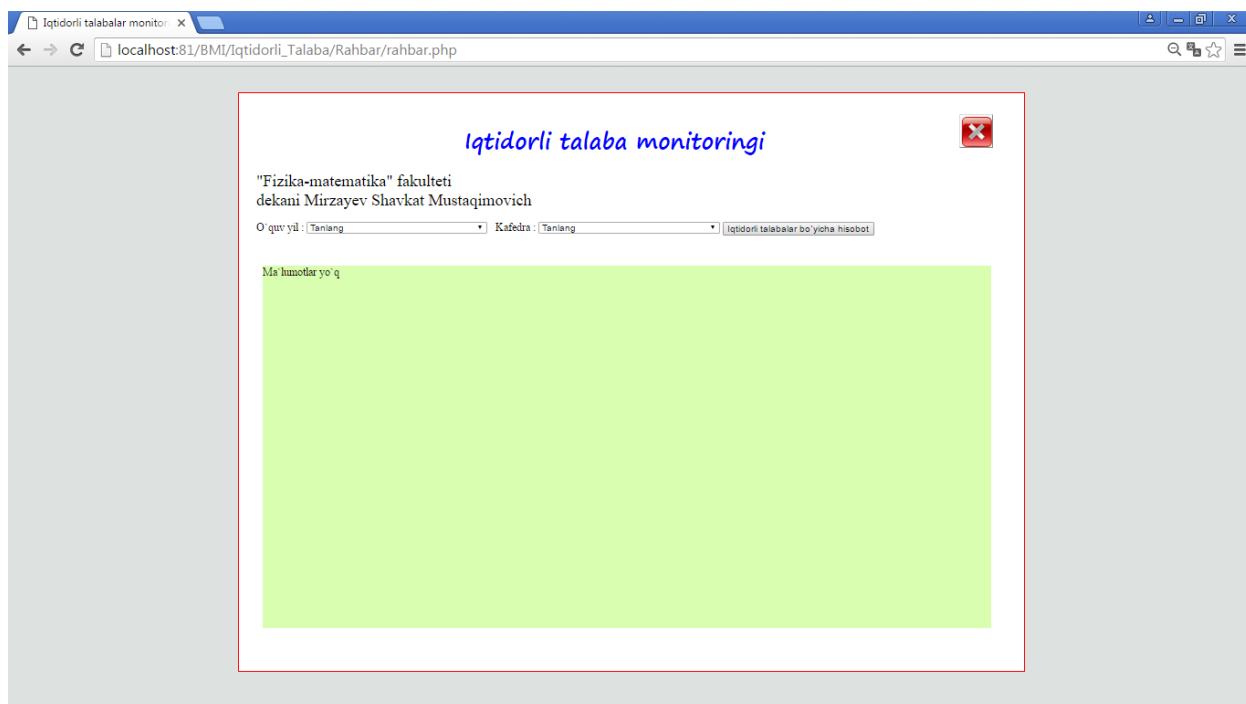 Iqtidorli talabalar monitori
localhost:81/BMI/Iqtidorli_Talaba/Rahbar/rahbar.php
Iqtidorli talaba monitoringi
"Fizika-matematika" fakulteti
dekani Mirzayev Shavkat Mustaqimovich
O`quv yil : Tanlang Kafedra : Tanlang Iqtidorli talabalar bo`yicha hisobot
Ma`lumotlar yo`q